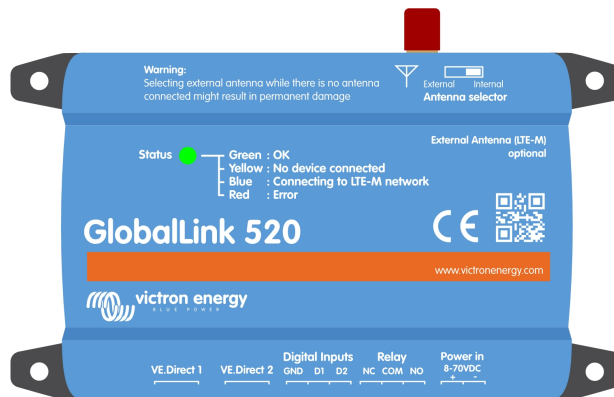 Warning:
Selecting external antenna while there is no antenna
connected might result in permanent damage
External Internal
Antenna selector
External Antenna (LTE-M)
optional
Status
Green : OK
Yellow : No device connected
Blue : Connecting to LTE-M network
Red : Error
GlobalLink 520
CE
www.victronenergy.com
victron energy
BLUE POWER
VE.Direct 1
VE.Direct 2
Digital Inputs
GND D1 D2
Relay
NC COM NO
Power in
8-70VDC
+ -